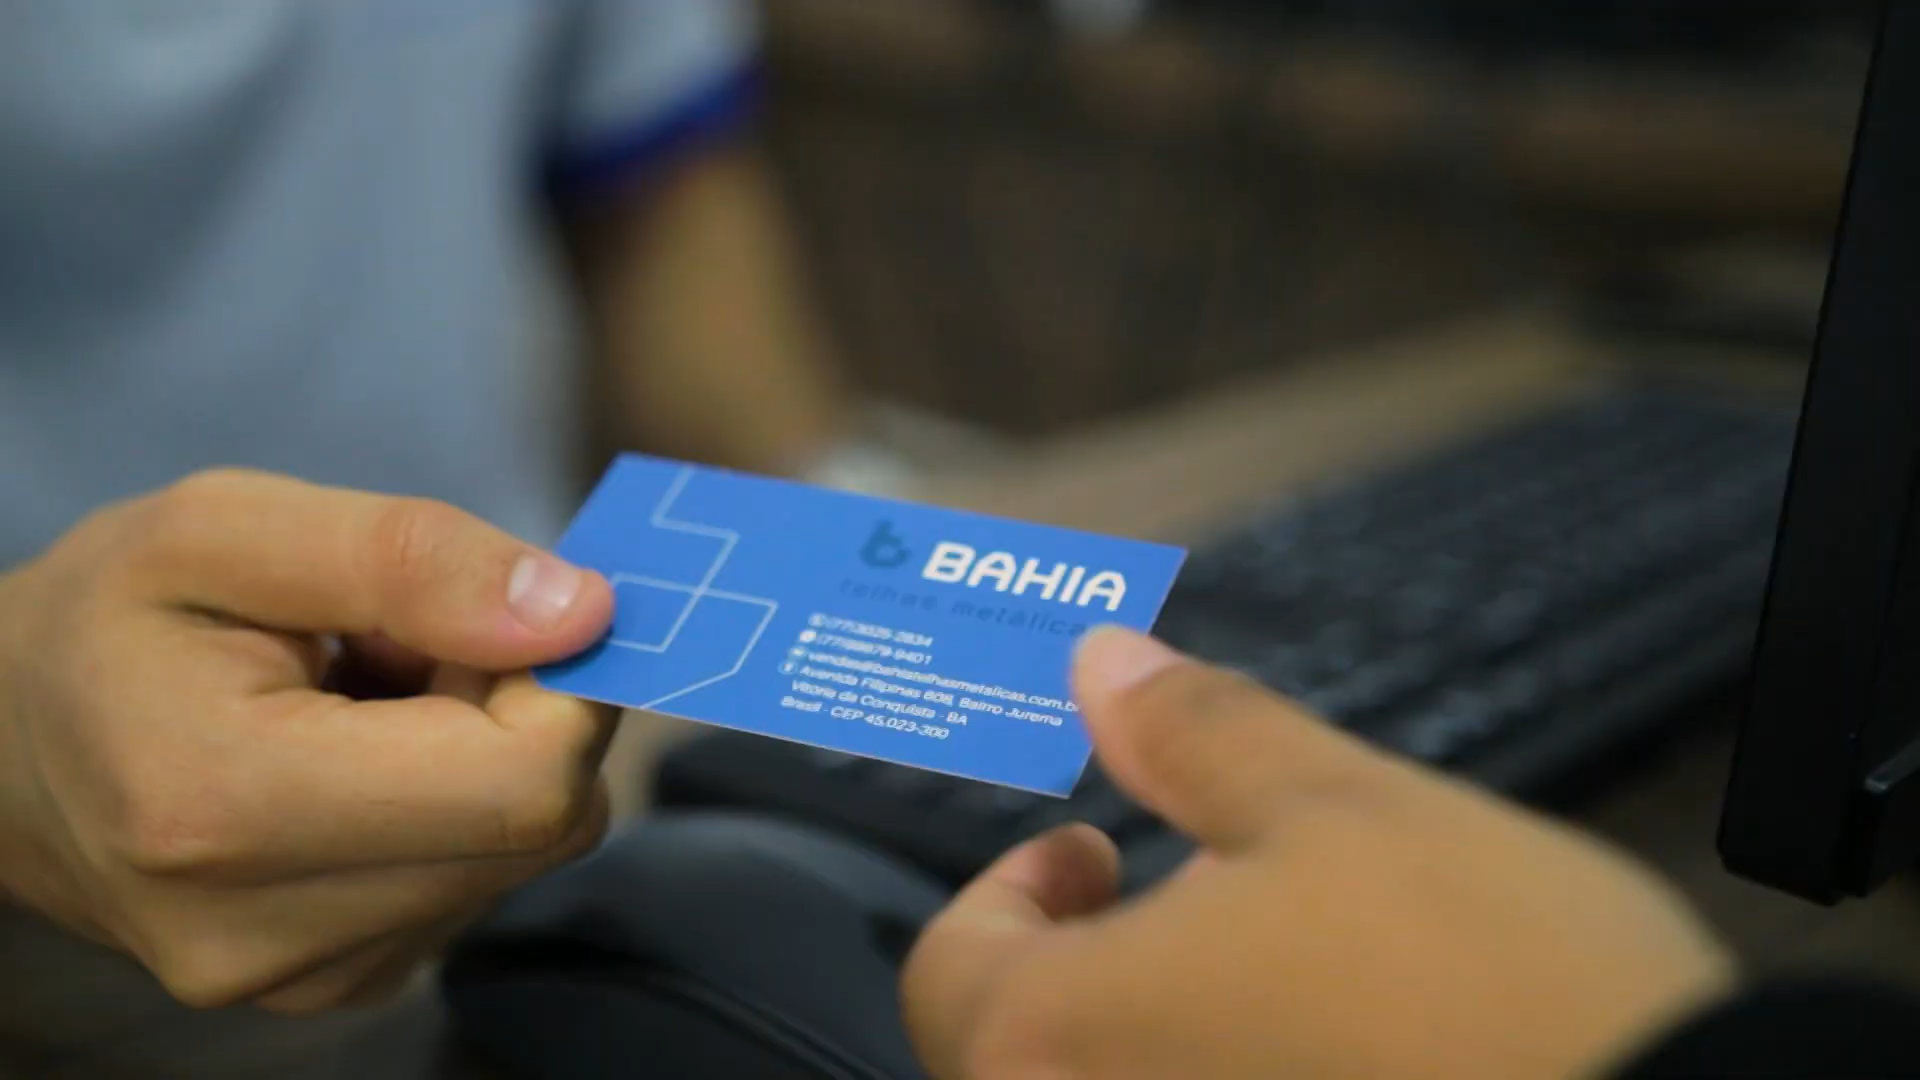 b BAHIA
telhas metálicas
(77)3025-2834
(77)98879-9401
vendas@bahiatelhasmetalicas.com.br
Avenida Filipinas 608, Bairro Jurema
Vitória da Conquista - BA
Brasil - CEP 45.023-300